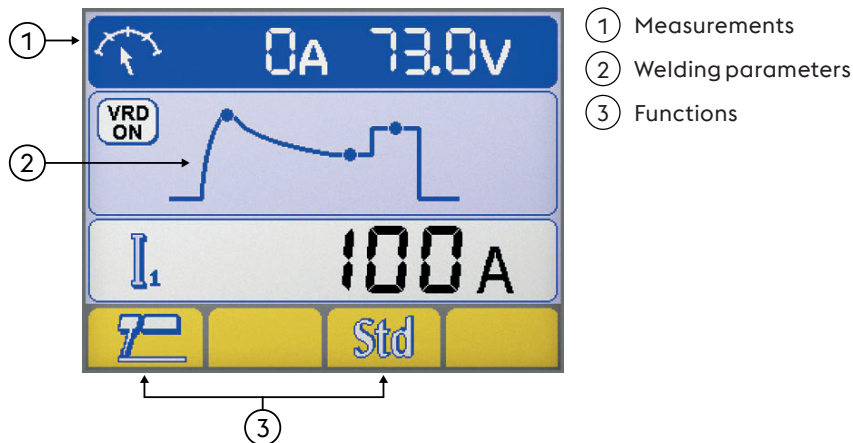 1
0A 73.0V
VRD
ON
2
I1
100A
Std
3
1 Measurements
2 Welding parameters
3 Functions